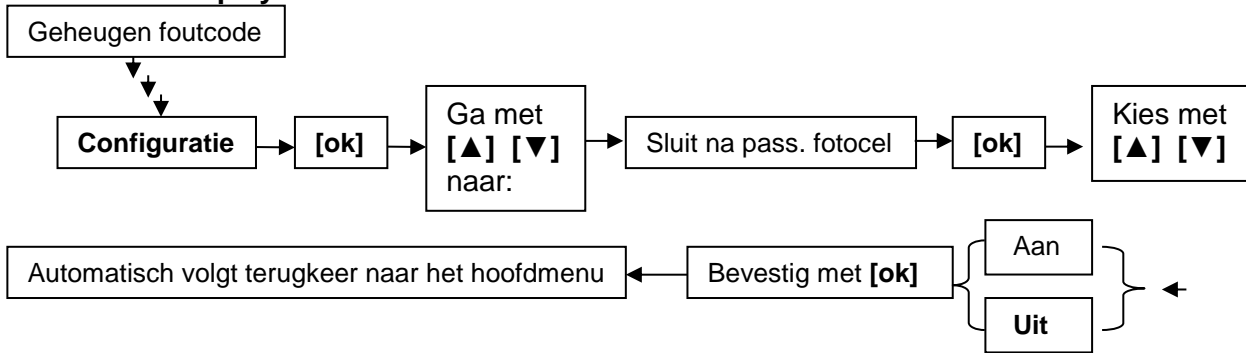 Geheugen foutcode
Configuratie
[ok]
Ga met
[▲] [▼]
naar:
Sluit na pass. fotocel
[ok]
Kies met
[▲] [▼]
Automatisch volgt terugkeer naar het hoofdmenu
Bevestig met [ok]
Aan
Uit